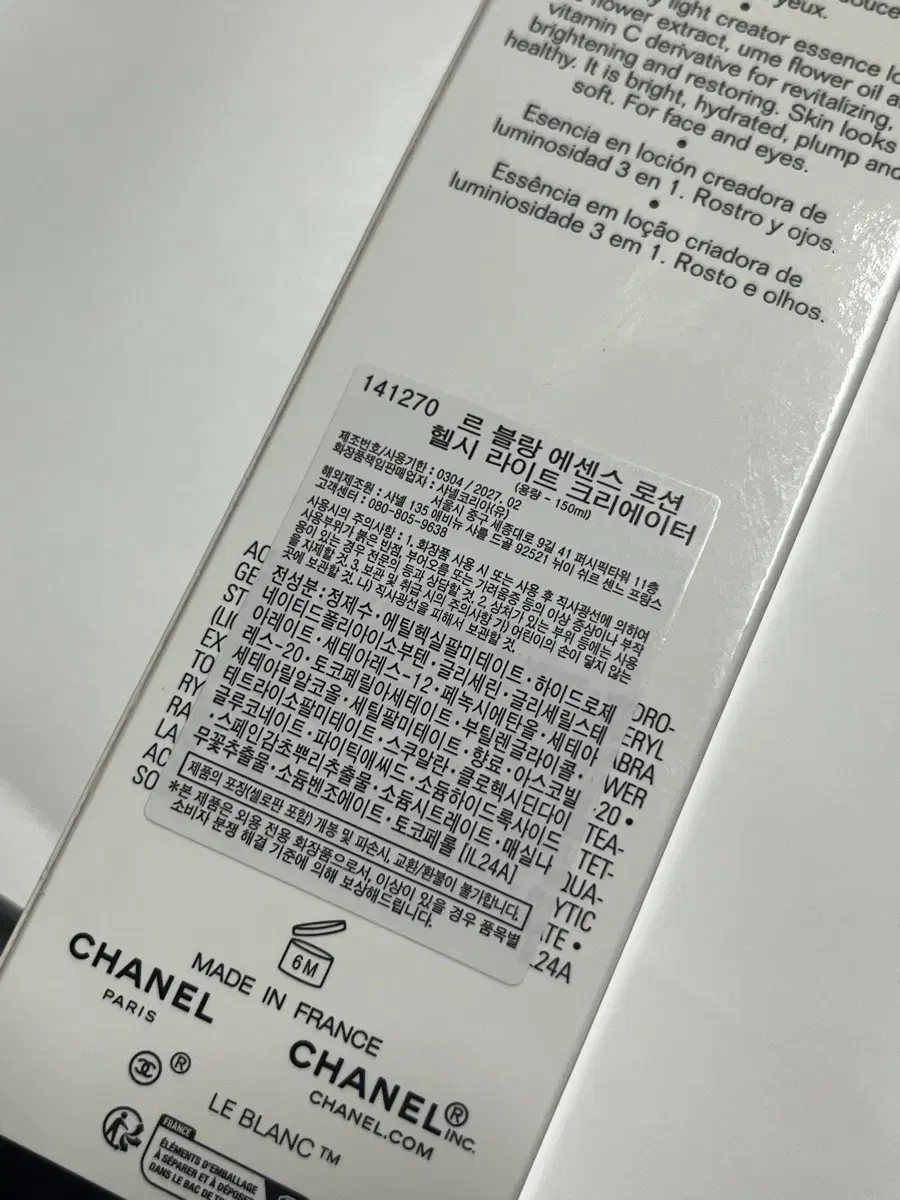 yeux.
light creator essence
flower extract, ume flower oil
vitamin C derivative for revitalizing,
brightening and restoring. Skin looks
healthy. It is bright, hydrated, plump and
soft. For face and eyes.
•
Esencia en loción creadora de
luminosidad 3 en 1. Rostro y ojos.
•
Essência em loção criadora de
luminiosidade 3 em 1. Rosto e olhos.
141270 르 블랑 에센스 로션
헬시 라이트 크리에이터
(용량 - 150ml)
제조번호/사용기한 : 0304 / 2027. 02
화장품책임판매업자 : 샤넬코리아(유)
서울시 중구 세종대로 9길 41 퍼시픽타워 11층
해외제조원 : 샤넬 135 애비뉴 샤를 드골 92521 뉘이 쉬르 센느 프랑스
고객센터 : 080-805-9638
사용시의 주의사항 : 1. 화장품 사용 시 또는 사용 후 직사광선에 의하여
사용부위가 붉은 반점, 부어오름 또는 가려움증 등의 이상 증상이나 부작
용이 있는 경우 전문의 등과 상담할 것. 2. 상처가 있는 부위 등에는 사용
을 자제할 것. 3. 보관 및 취급 시의 주의사항 가) 어린이의 손이 닿지 않는
곳에 보관할 것. 나) 직사광선을 피해서 보관할 것.
전성분 : 정제수 · 에틸헥실팔미테이트 · 하이드로제
네이티드폴리아이소부텐 · 글리세린 · 글리세릴스테
아레이트 · 세테아레스-12 · 페녹시에탄올 · 세테아
레스-20 · 토코페릴아세테이트 · 부틸렌글라이콜 ·
세테아릴알코올 · 세틸팔미테이트 · 향료 · 아스코빌
테트라이소팔미테이트 · 스쿠알란 · 클로헥시딘다이
글루코네이트 · 파이틱애씨드 · 소듐하이드록사이드
· 스페인감초뿌리추출물 · 소듐시트레이트 · 매실나
무꽃추출물 · 소듐벤조에이트 · 토코페롤 [IL24A]
제품의 포장(셀로판 포함) 개봉 및 파손시, 교환/환불이 불가합니다.
*본 제품은 외용 전용 화장품으로서, 이상이 있을 경우 품목별
소비자 분쟁 해결 기준에 의해 보상해드립니다.
6M
MADE IN FRANCE
CHANEL
PARIS
®
CHANEL®
INC.
CHANEL.COM
LE BLANC™
FRANCE
ÉLÉMENTS D'EMBALLAGE
À SÉPARER ET À DÉPOSER
DANS LE BAC DE